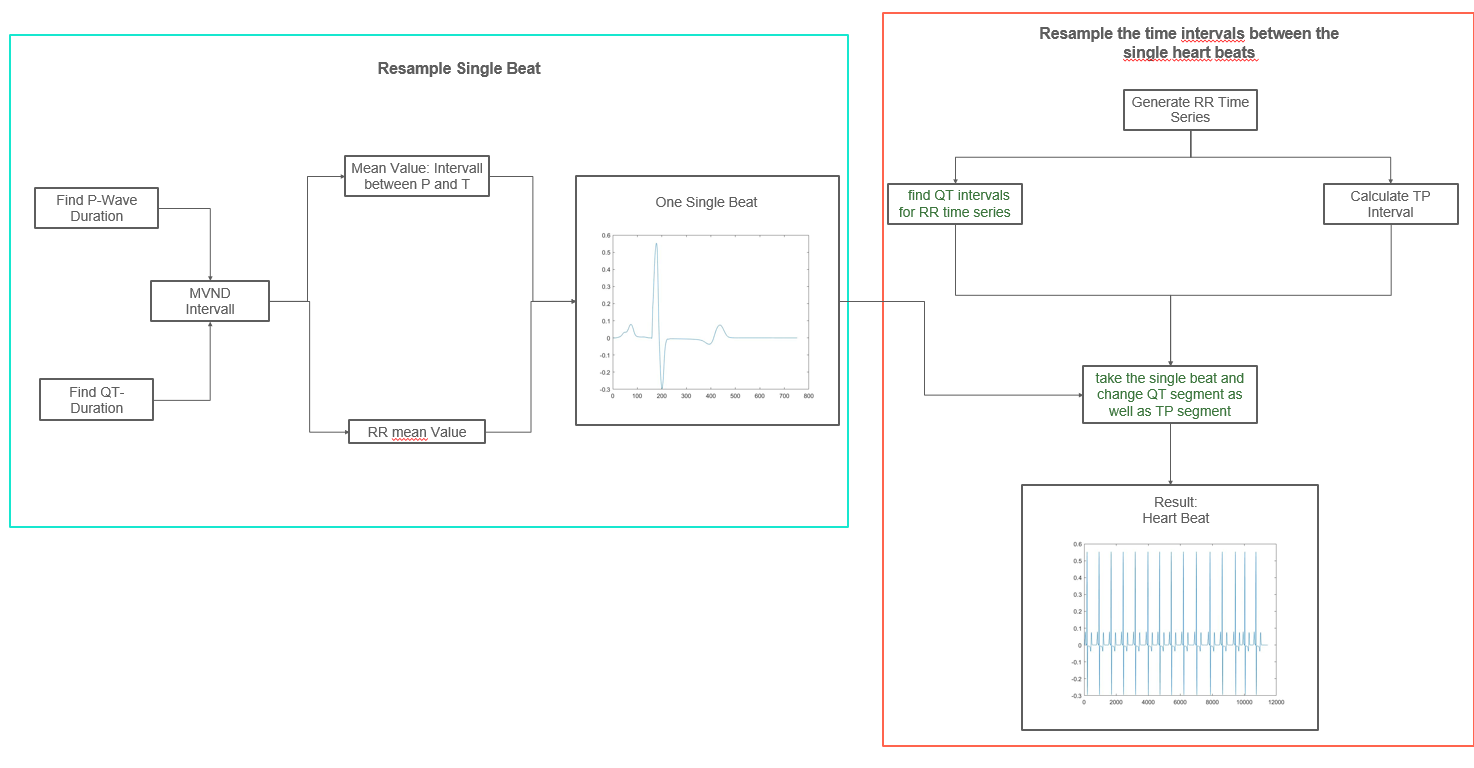 Resample Single Beat
Find P-Wave
Duration
MVND
Intervall
Find QT-
Duration
Mean Value: Intervall
between P and T
RR mean Value
One Single Beat
0.6
0.5
0.4
0.3
0.2
0.1
0
-0.1
-0.2
-0.3
0 100 200 300 400 500 600 700 800
Resample the time intervals between the
single heart beats
Generate RR Time
Series
find QT intervals
for RR time series
Calculate TP
Interval
take the single beat and
change QT segment as
well as TP segment
Result:
Heart Beat
0.6
0.5
0.4
0.3
0.2
0.1
0
-0.1
-0.2
-0.3
0 2000 4000 6000 8000 10000 12000